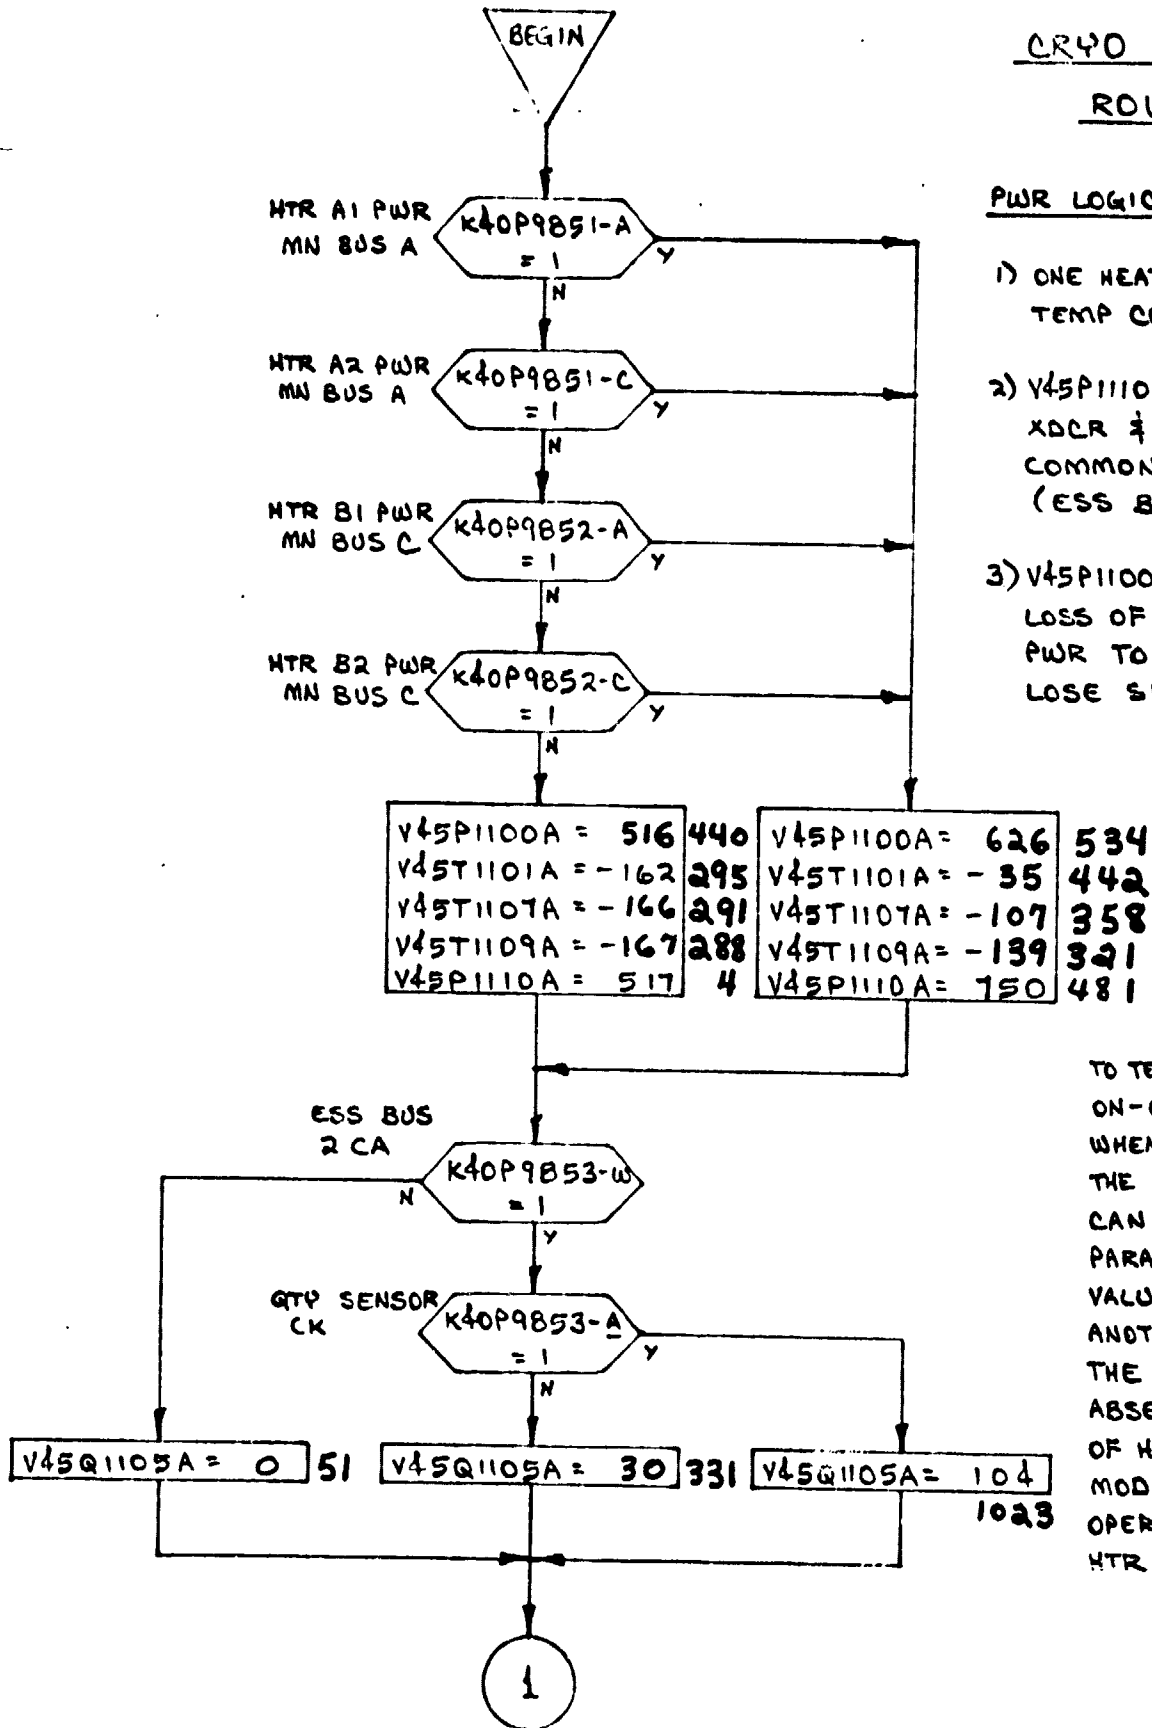 BEGIN
CRYO
ROU
HTR A1 PWR
MN BUS A
K40P9851-A
= 1
Y
N
PWR LOGIC
1) ONE HEAT
TEMP CO
HTR A2 PWR
MN BUS A
K40P9851-C
= 1
Y
N
2) V45P1110
XDCR &
COMMON
(ESS B
HTR B1 PWR
MN BUS C
K40P9852-A
= 1
Y
N
3) V45P1100
LOSS OF
PWR TO
LOSE S
HTR B2 PWR
MN BUS C
K40P9852-C
= 1
Y
N
V45P1100A = 516 440
V45T1101A = -162 295
V45T1107A = -166 291
V45T1109A = -167 288
V45P1110A = 517 4
V45P1100A = 626 534
V45T1101A = -35 442
V45T1107A = -107 358
V45T1109A = -139 321
V45P1110A = 750 481
ESS BUS
2 CA
K40P9853-W
= 1
N
Y
QTY SENSOR
CK
K40P9853-A
= 1
Y
N
TO TE
ON-
WHEN
THE
CAN
PARA
VALU
ANOT
THE
ABSE
OF H
MOD
OPER
HTR
V45Q1105A = 0 51
V45Q1105A = 30 331
V45Q1105A = 104
1023
1